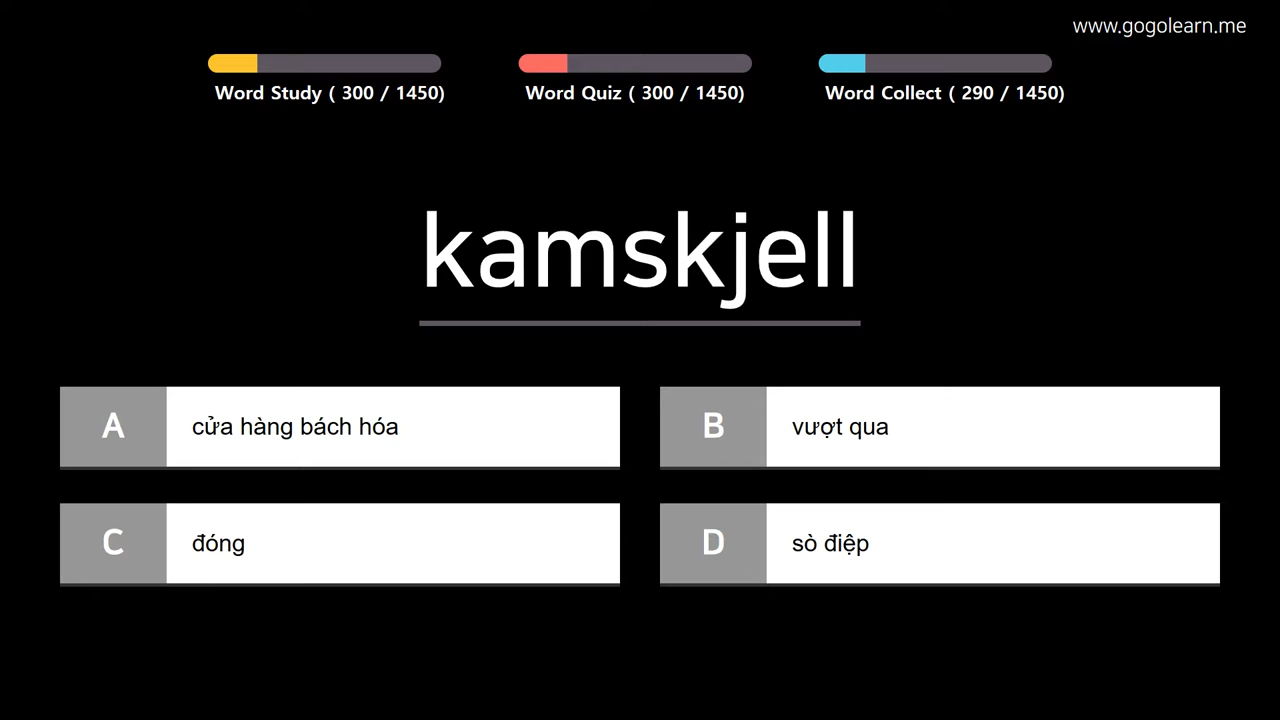 www.gogolearn.me
Word Study ( 300 / 1450)
Word Quiz ( 300 / 1450)
Word Collect ( 290 / 1450)
kamskjell
A cửa hàng bách hóa
B vượt qua
C đóng
D sò điệp